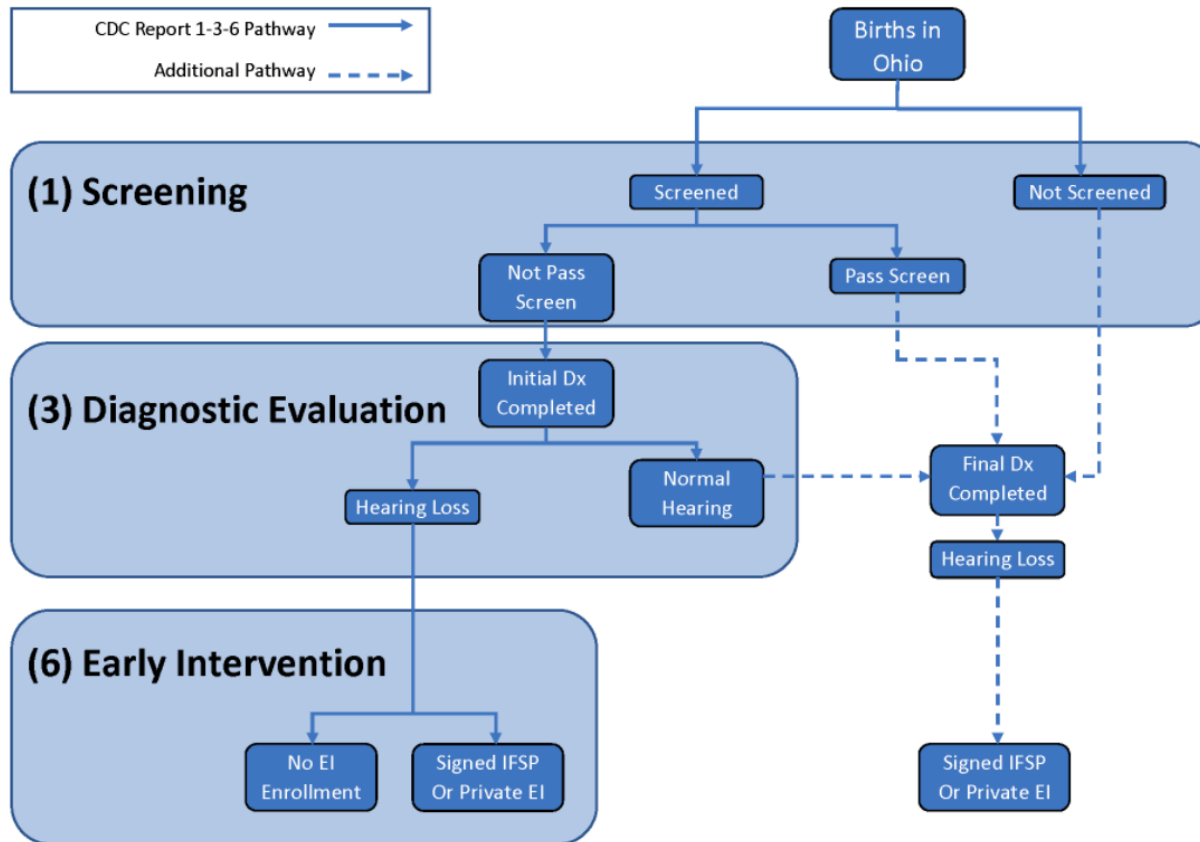 CDC Report 1-3-6 Pathway
Additional Pathway
Births in
Ohio
(1) Screening
Screened
Not Screened
Not Pass
Screen
Pass Screen
(3) Diagnostic Evaluation
Initial Dx
Completed
Hearing Loss
Normal
Hearing
Final Dx
Completed
Hearing Loss
(6) Early Intervention
No EI
Enrollment
Signed IFSP
Or Private EI
Signed IFSP
Or Private EI